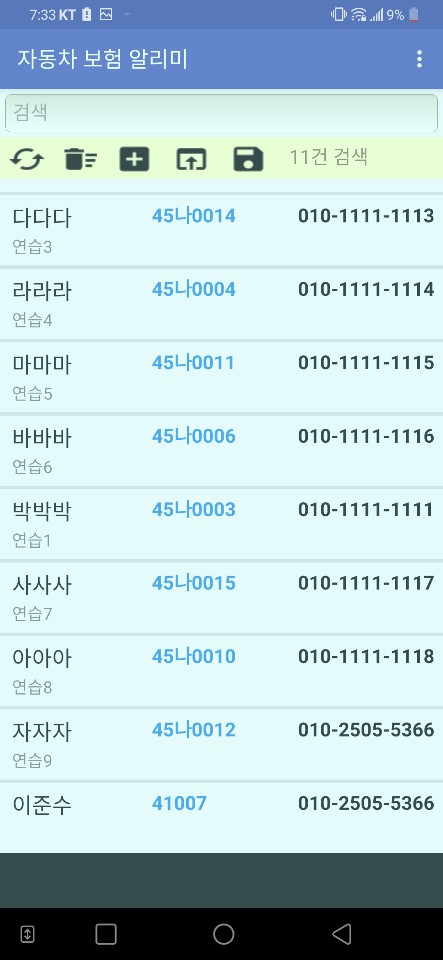 7:33 KT 9%
자동차 보험 알리미
검색
11건 검색
다다다 45나0014 010-1111-1113
연습3
라라라 45나0004 010-1111-1114
연습4
마마마 45나0011 010-1111-1115
연습5
바바바 45나0006 010-1111-1116
연습6
박박박 45나0003 010-1111-1111
연습1
사사사 45나0015 010-1111-1117
연습7
아아아 45나0010 010-1111-1118
연습8
자자자 45나0012 010-2505-5366
연습9
이준수 41007 010-2505-5366